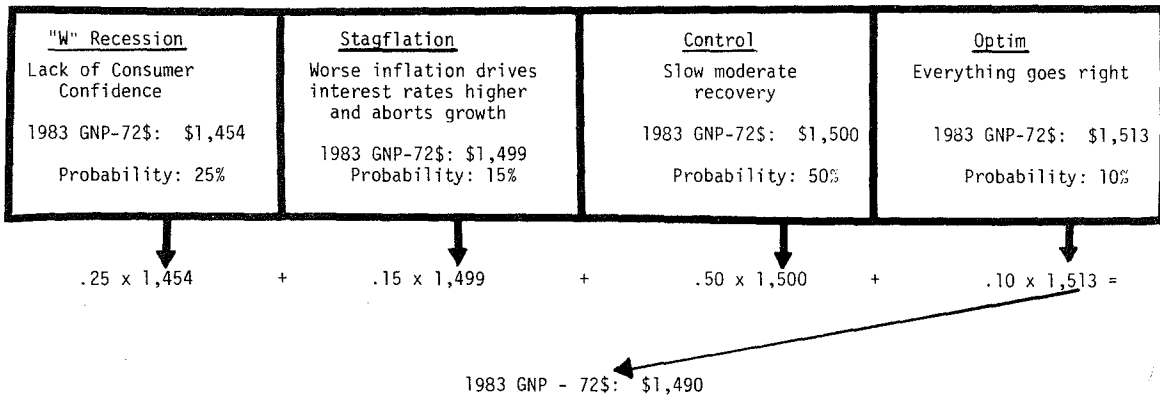 "W" Recession
Lack of Consumer
Confidence
1983 GNP-72$: $1,454
Probability: 25%
Stagflation
Worse inflation drives
interest rates higher
and aborts growth
1983 GNP-72$: $1,499
Probability: 15%
Control
Slow moderate
recovery
1983 GNP-72$: $1,500
Probability: 50%
Optim
Everything goes right
1983 GNP-72$: $1,513
Probability: 10%
.25 x 1,454 + .15 x 1,499 + .50 x 1,500 + .10 x 1,513 =
1983 GNP - 72$: $1,490